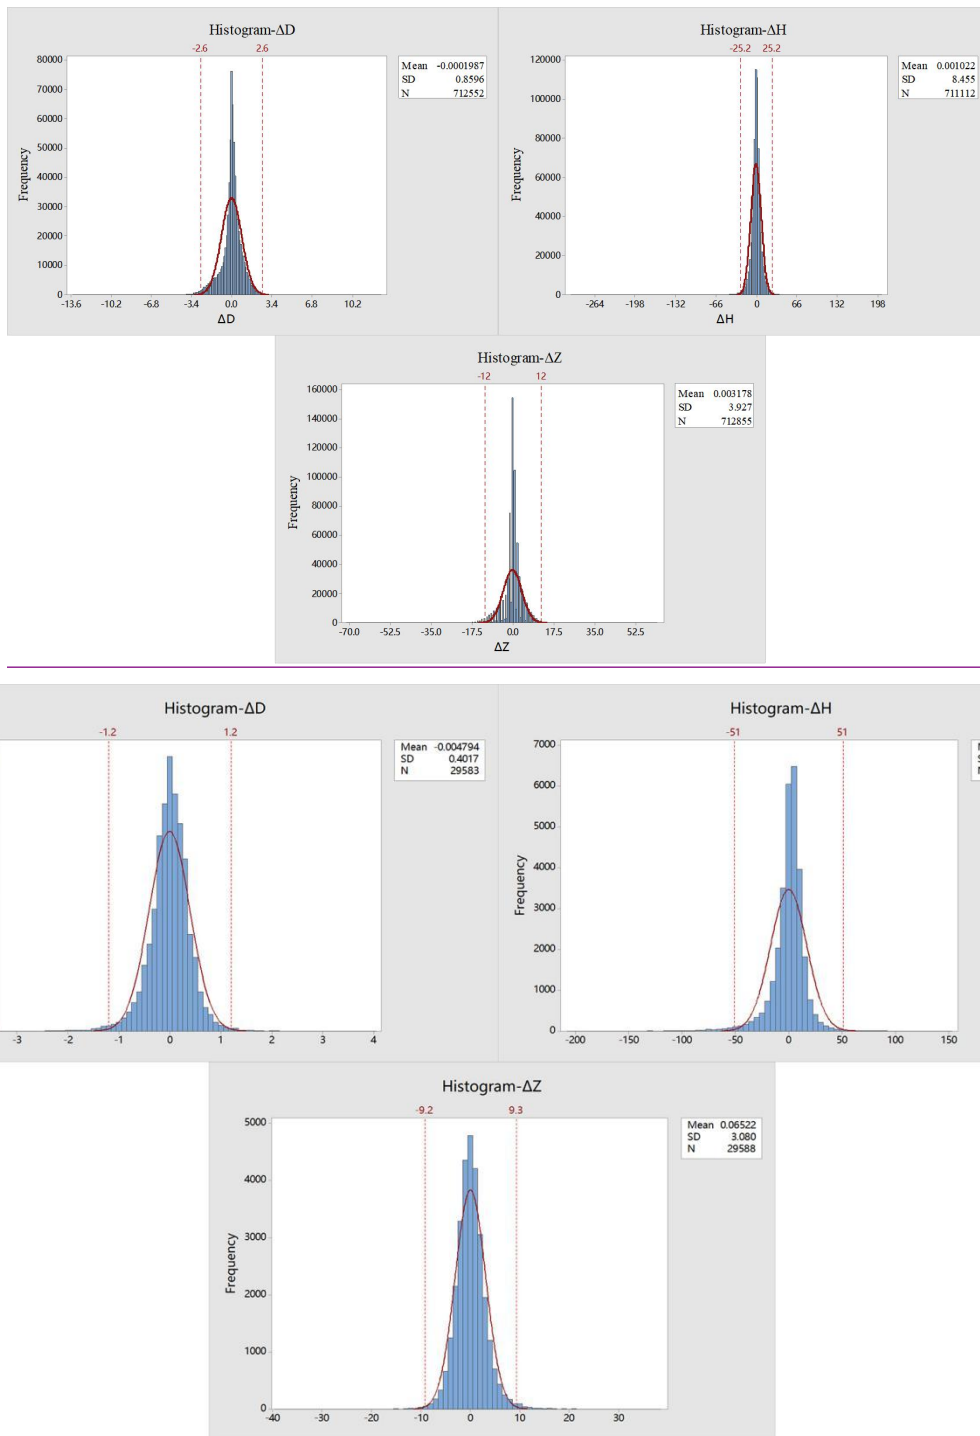 Histogram-ΔD
-2.6 2.6
80000
70000
60000
50000
40000
30000
20000
10000
0
Frequency
-13.6 -10.2 -6.8 -3.4 0.0 3.4 6.8 10.2
ΔD
Mean -0.0001987
SD 0.8596
N 712552
Histogram-ΔH
-25.2 25.2
120000
100000
80000
60000
40000
20000
0
Frequency
-264 -198 -132 -66 0 66 132 198
ΔH
Mean 0.001022
SD 8.455
N 711112
Histogram-ΔZ
-12 12
160000
140000
120000
100000
80000
60000
40000
20000
0
Frequency
-70.0 -52.5 -35.0 -17.5 0.0 17.5 35.0 52.5
ΔZ
Mean 0.003178
SD 3.927
N 712855
Histogram-ΔD
-1.2 1.2
-3 -2 -1 0 1 2 3 4
Mean -0.004794
SD 0.4017
N 29583
Histogram-ΔH
-51 51
7000
6000
5000
4000
3000
2000
1000
0
Frequency
-200 -150 -100 -50 0 50 100 150
Histogram-ΔZ
-9.2 9.3
5000
4000
3000
2000
1000
0
Frequency
-40 -30 -20 -10 0 10 20 30
Mean 0.06522
SD 3.080
N 29588